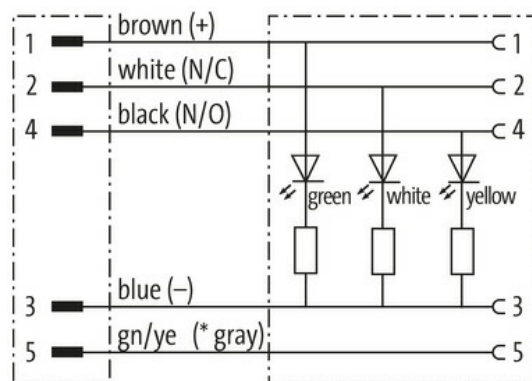 1 brown (+) 1
2 white (N/C) 2
4 black (N/O) 4
green white yellow
3 blue (–) 3
5 gn/ye (* gray) 5